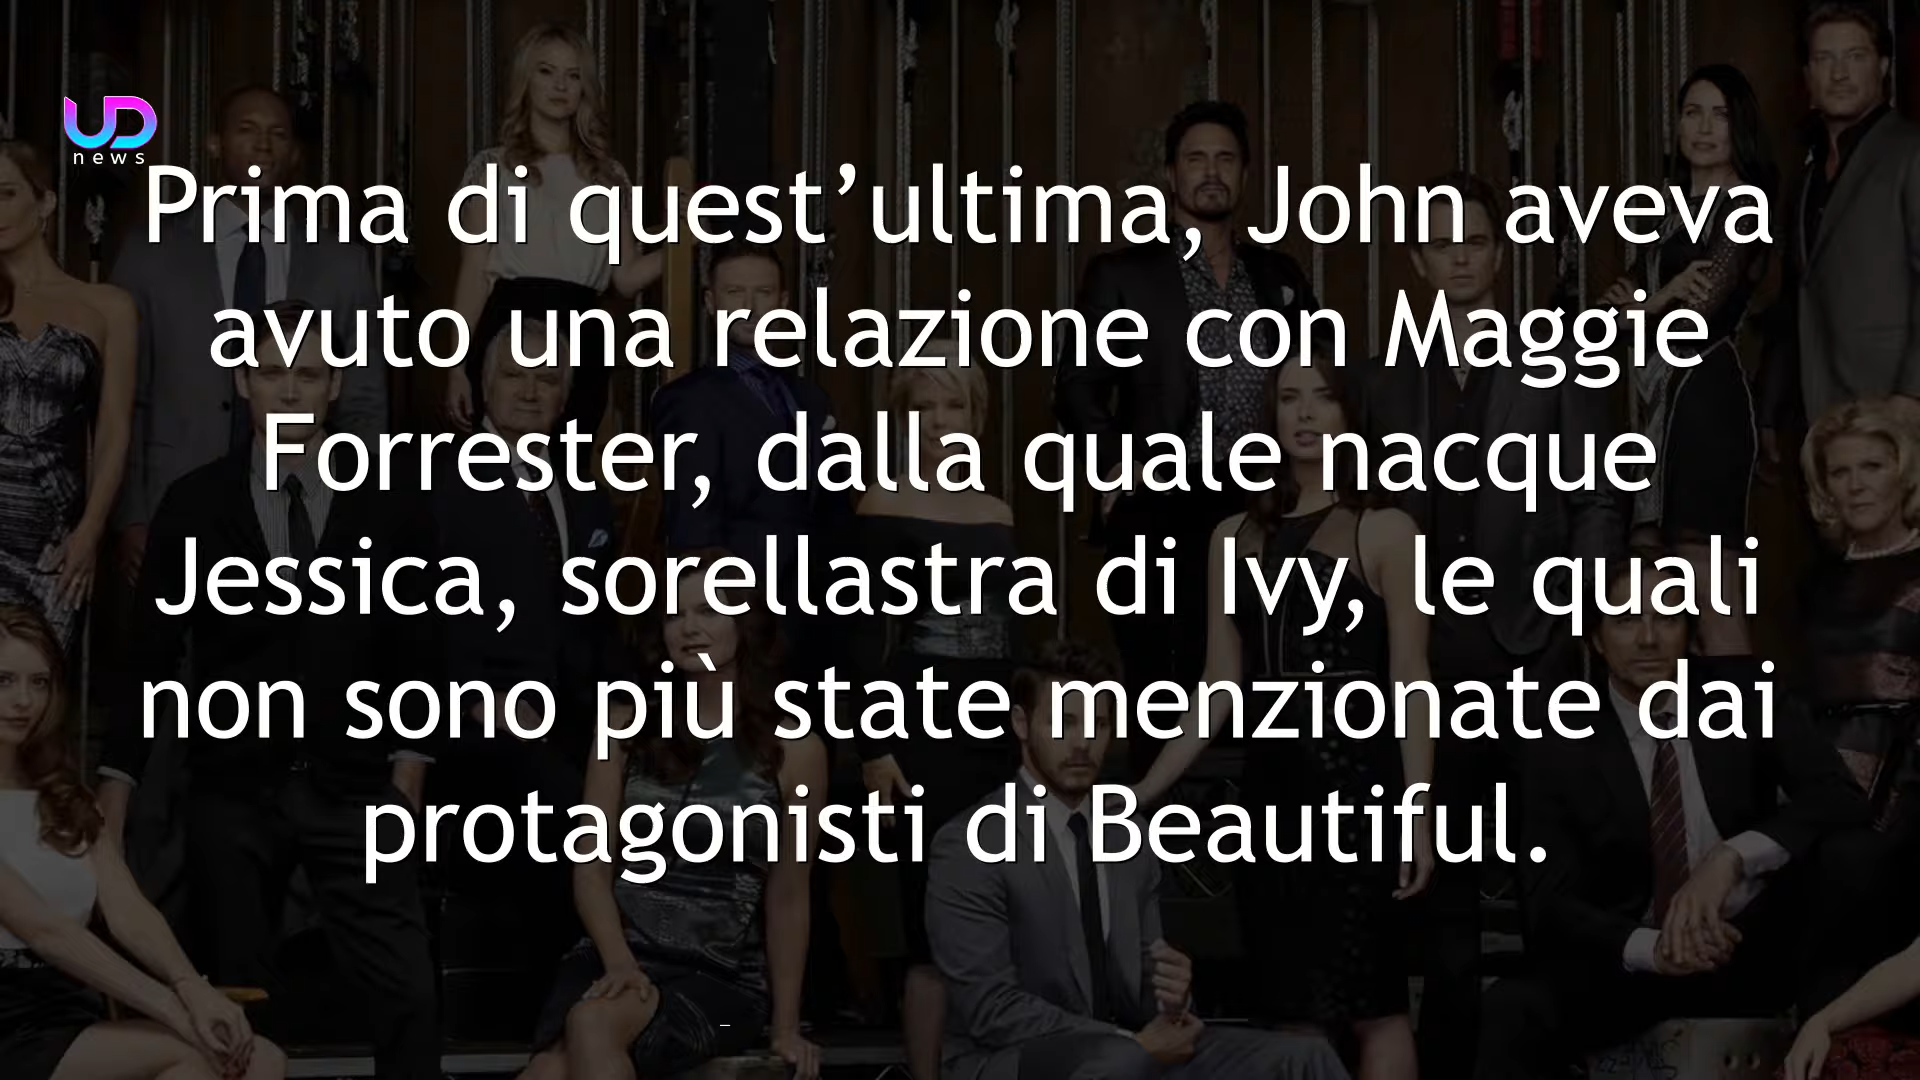 UD
news
Prima di quest’ultima, John aveva
avuto una relazione con Maggie
Forrester, dalla quale nacque
Jessica, sorellastra di Ivy, le quali
non sono più state menzionate dai
protagonisti di Beautiful.